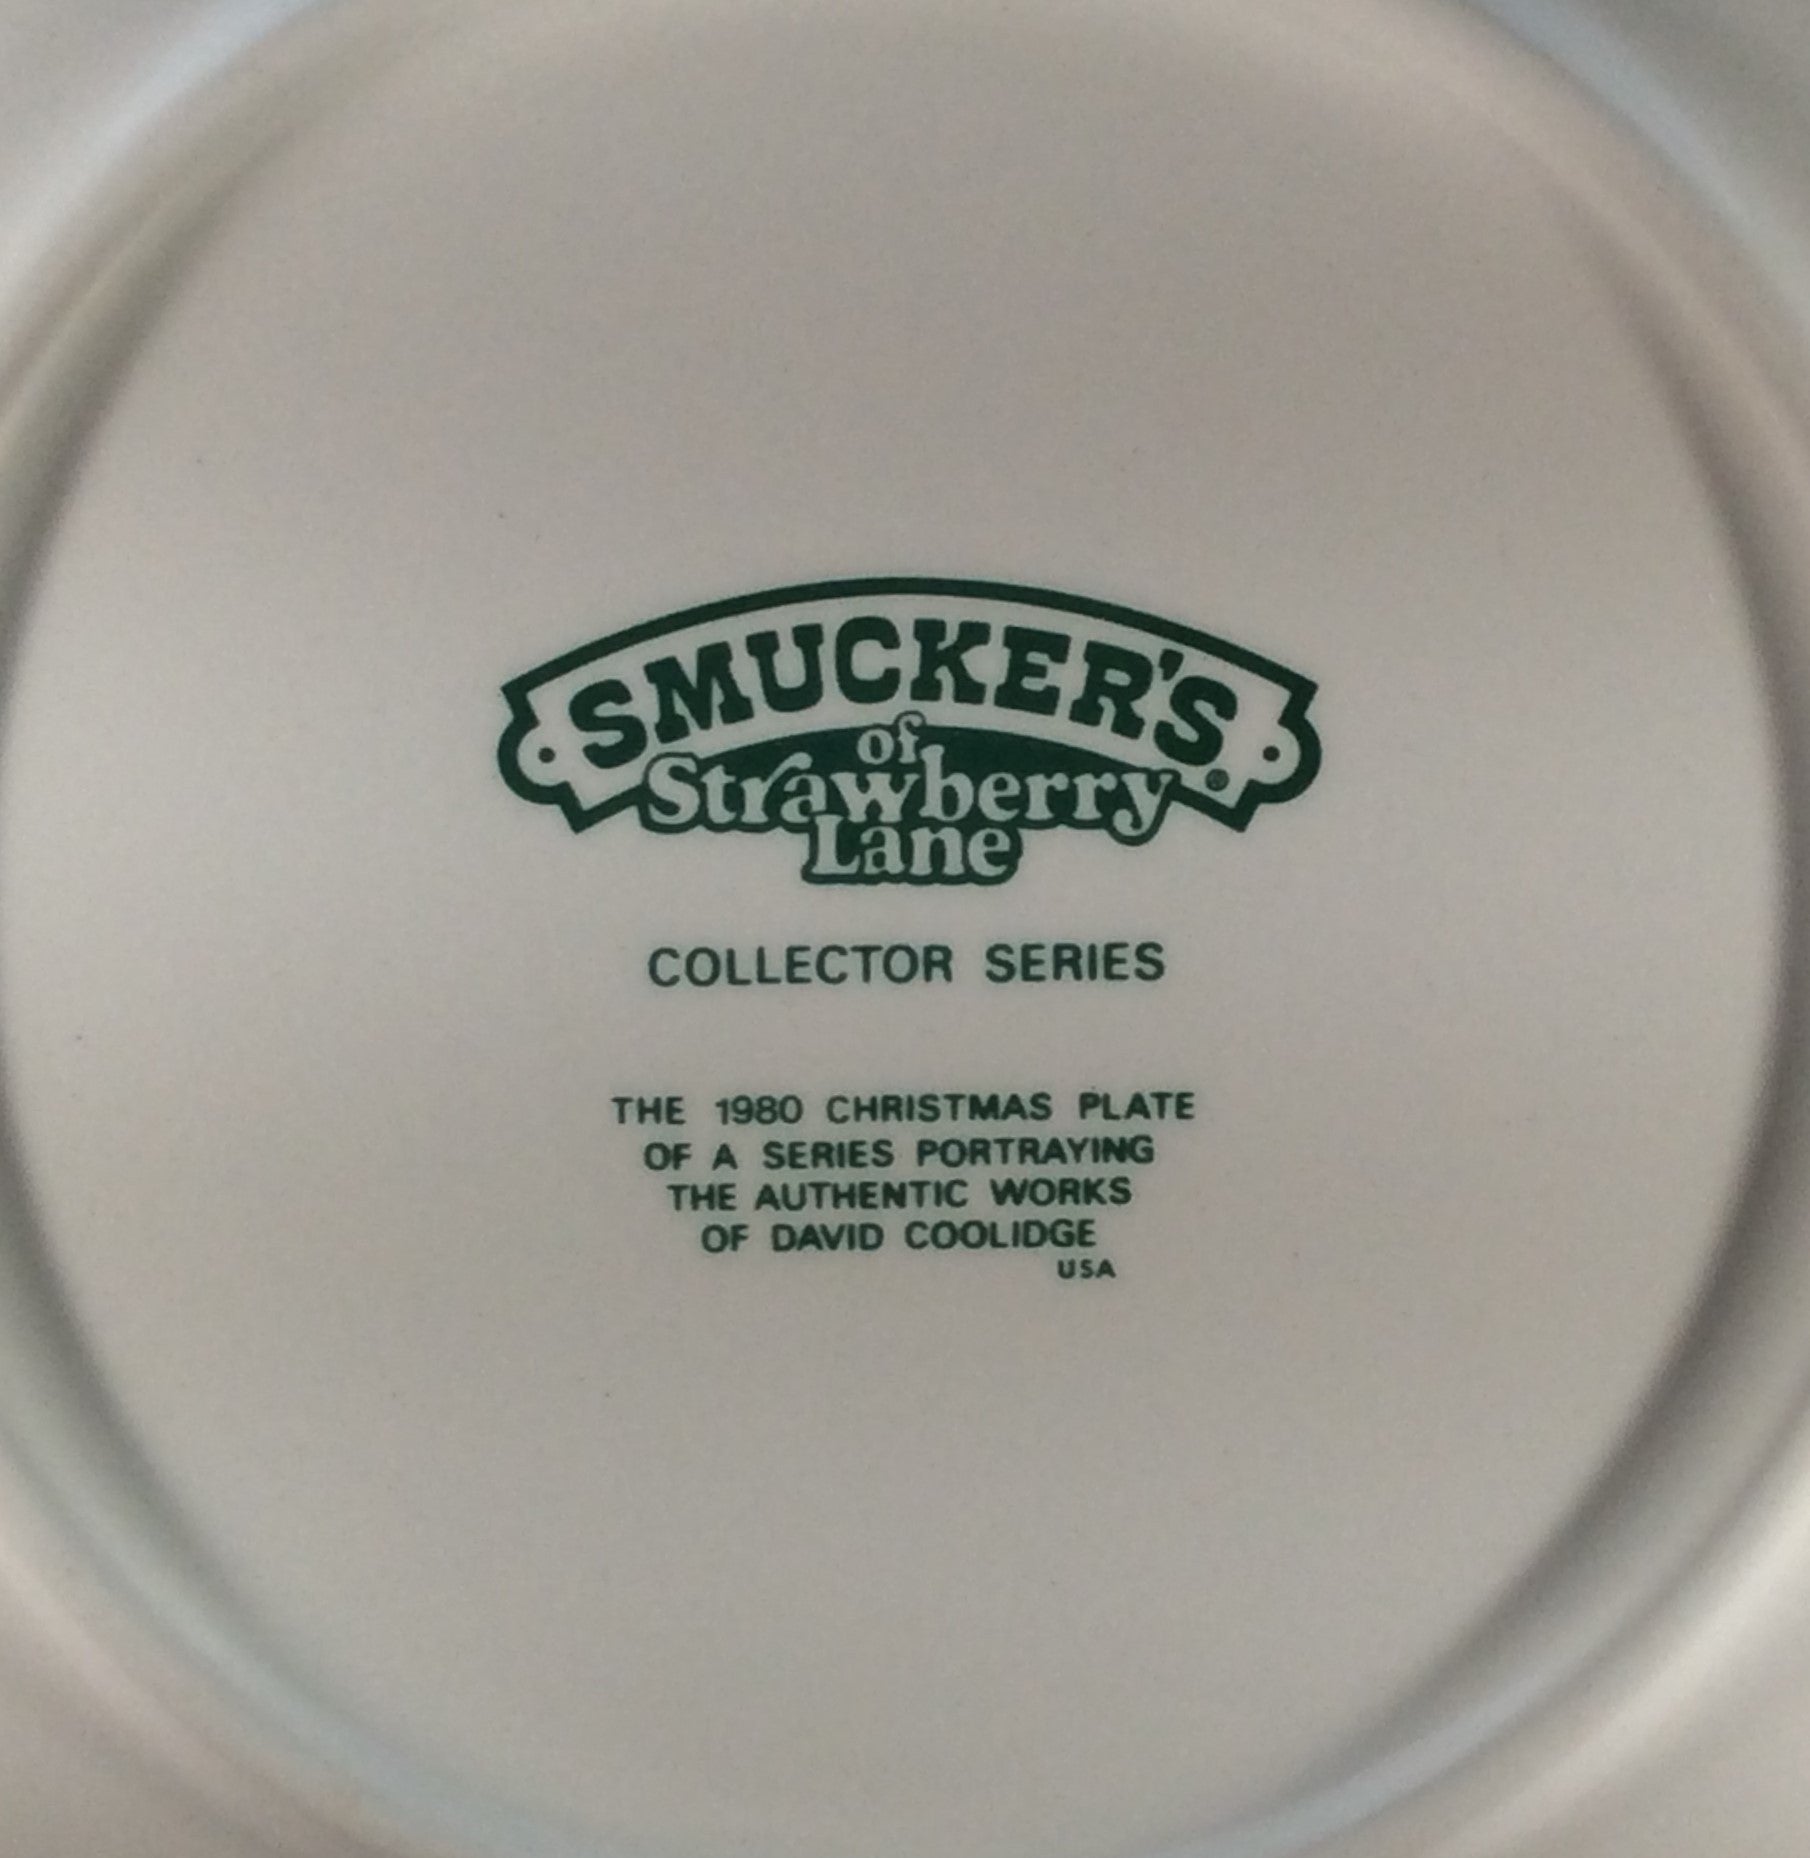 SMUCKER'S
of
Strawberry
Lane ®
COLLECTOR SERIES
THE 1980 CHRISTMAS PLATE
OF A SERIES PORTRAYING
THE AUTHENTIC WORKS
OF DAVID COOLIDGE
USA